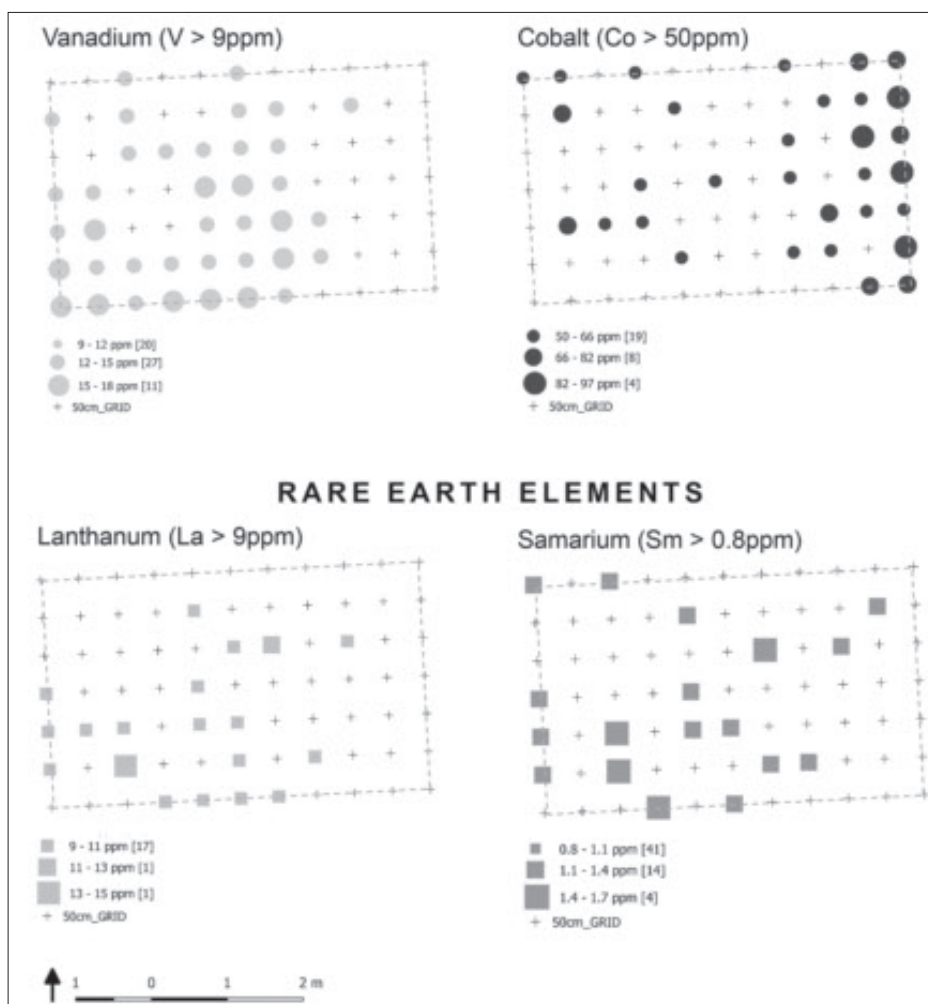 Vanadium (V > 9ppm)
9 - 12 ppm [20]
12 - 15 ppm [27]
15 - 18 ppm [11]
50cm_GRID
Cobalt (Co > 50ppm)
50 - 66 ppm [19]
66 - 82 ppm [8]
82 - 97 ppm [4]
50cm_GRID
RARE EARTH ELEMENTS
Lanthanum (La > 9ppm)
9 - 11 ppm [17]
11 - 13 ppm [1]
13 - 15 ppm [1]
50cm_GRID
Samarium (Sm > 0.8ppm)
0.8 - 1.1 ppm [41]
1.1 - 1.4 ppm [14]
1.4 - 1.7 ppm [4]
50cm_GRID
1 0 1 2 m